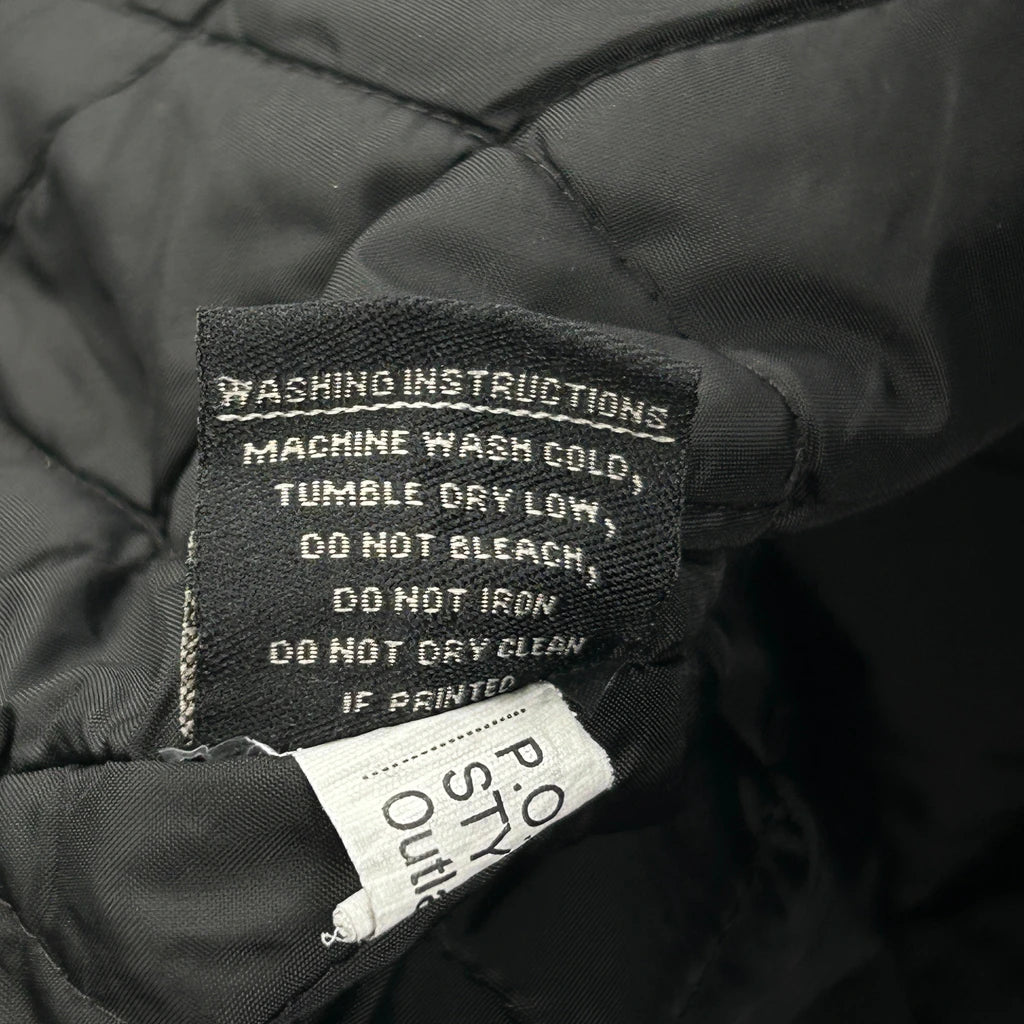 WASHING INSTRUCTIONS
MACHINE WASH COLD,
TUMBLE DRY LOW,
DO NOT BLEACH,
DO NOT IRON
DO NOT DRY CLEAN
IF PRINTED
P.O
STY
Outl